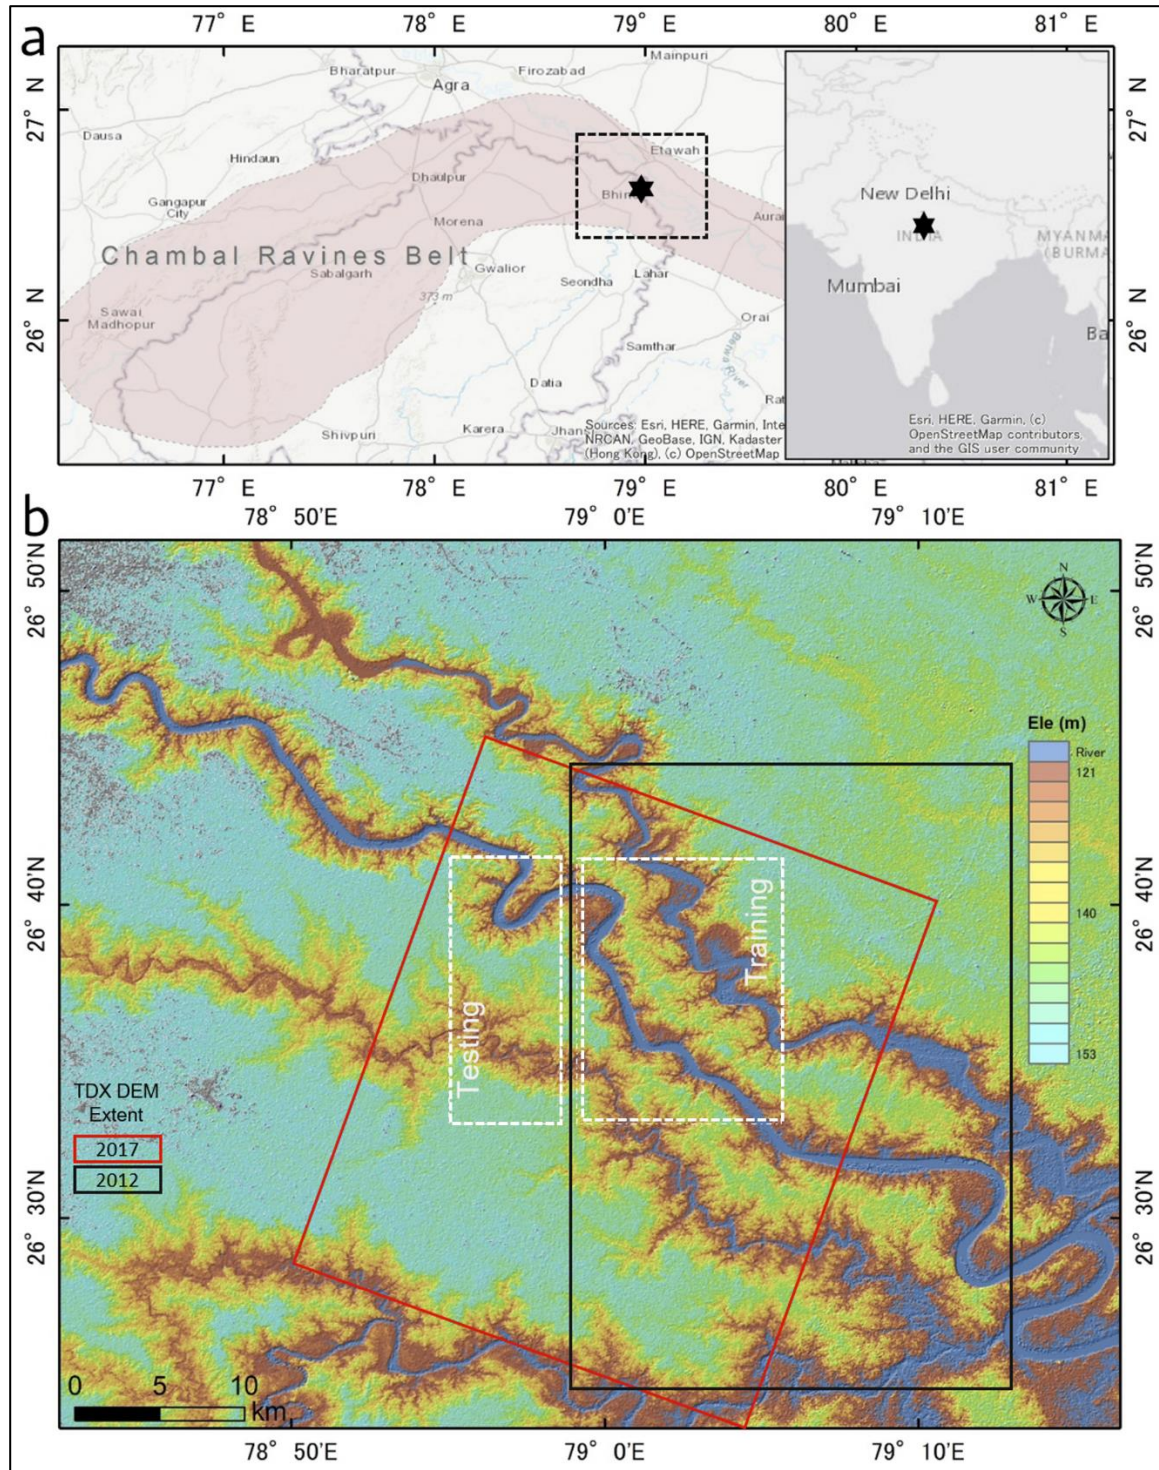 77° E 78° E 79° E 80° E 81° E
a
27° N
26° N
27° N
26° N
Mainpuri
Bharatpur
Firozabad
Agra
Dausa
Hindaun
Etawah
Dhaulpur
Gangapur
City
Bhin
Morena
Aura
Chambal Ravines Belt
Sabalgarh
Gwalior
Lahar
Seondha
373 m
Sawai
Madhopur
Orai
Samthar
Betwa River
Datia
Rat
Shivpuri
Karera
Jhans
Sources: Esri, HERE, Garmin, Inte
NRCAN, GeoBase, IGN, Kadaster
(Hong Kong), (c) OpenStreetMap
New Delhi
INDIA
MYANMA
(BURMA
Mumbai
Ba
Esri, HERE, Garmin, (c)
OpenStreetMap contributors,
and the GIS user community
77° E 78° E 79° E 80° E 81° E
b
78° 50'E 79° 0'E 79° 10'E
26° 50'N
26° 40'N
26° 30'N
26° 50'N
26° 40'N
26° 30'N
N
W E
S
Ele (m)
River
121
140
153
Training
Testing
TDX DEM
Extent
2017
2012
0 5 10
km
78° 50'E 79° 0'E 79° 10'E